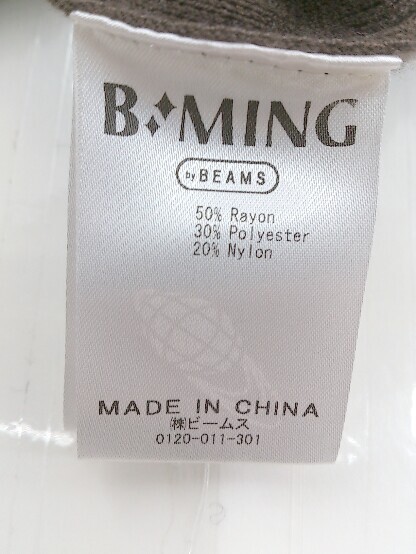 B:MING
by BEAMS
50% Rayon
30% Polyester
20% Nylon
MADE IN CHINA
㈱ビームス
0120-011-301